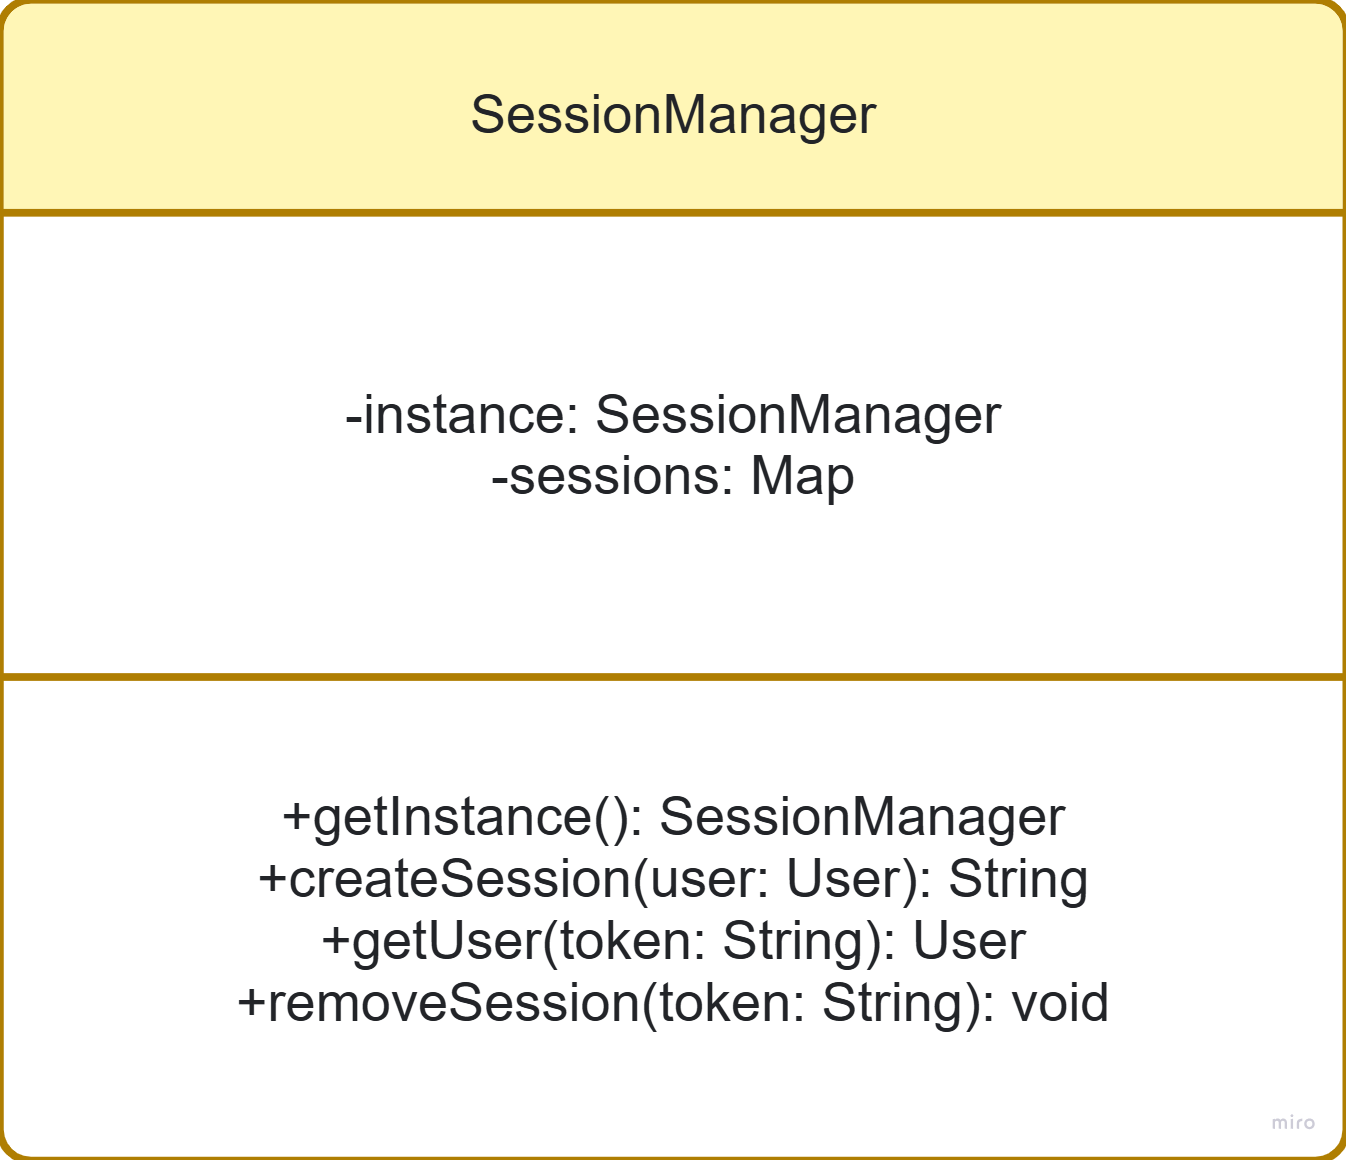 SessionManager
-instance: SessionManager
-sessions: Map
+getInstance(): SessionManager
+createSession(user: User): String
+getUser(token: String): User
+removeSession(token: String): void
miro